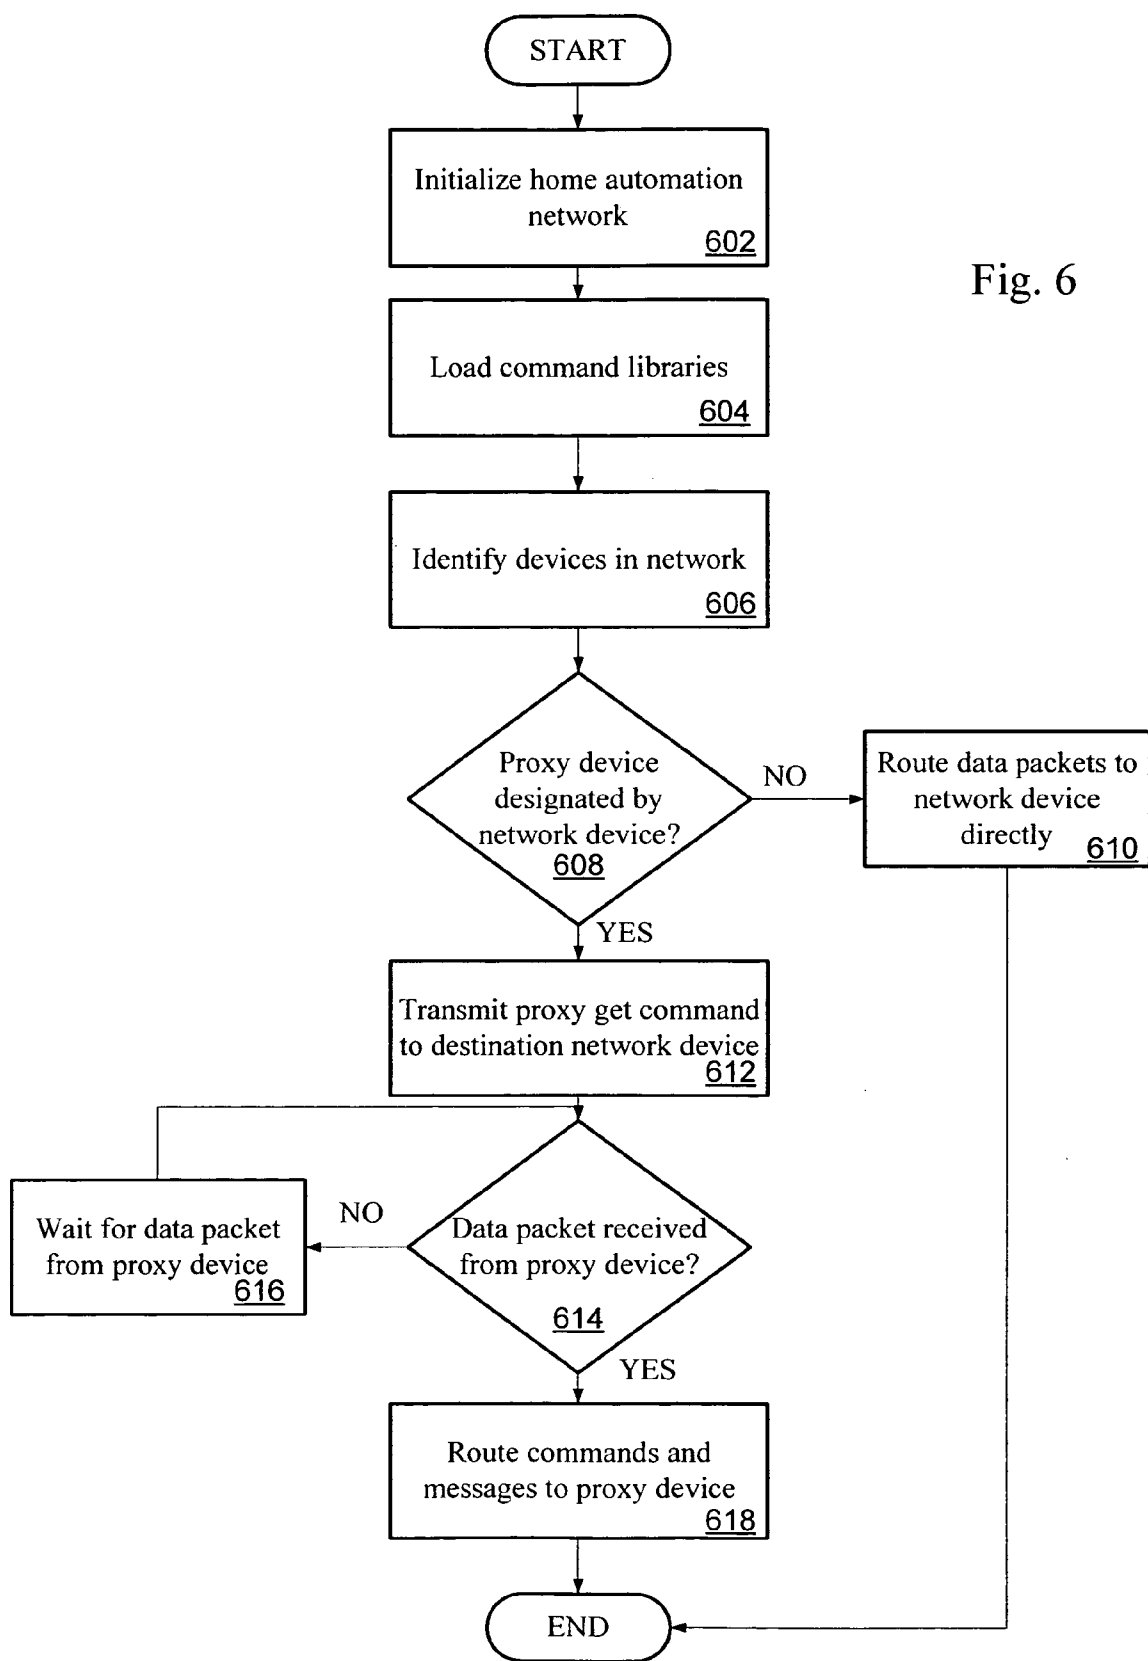 START
Initialize home automation
network
602
Fig. 6
Load command libraries
604
Identify devices in network
606
Proxy device
designated by
network device?
608
NO
Route data packets to
network device
directly
610
YES
Transmit proxy get command
to destination network device
612
Data packet received
from proxy device?
614
NO
Wait for data packet
from proxy device
616
YES
Route commands and
messages to proxy device
618
END